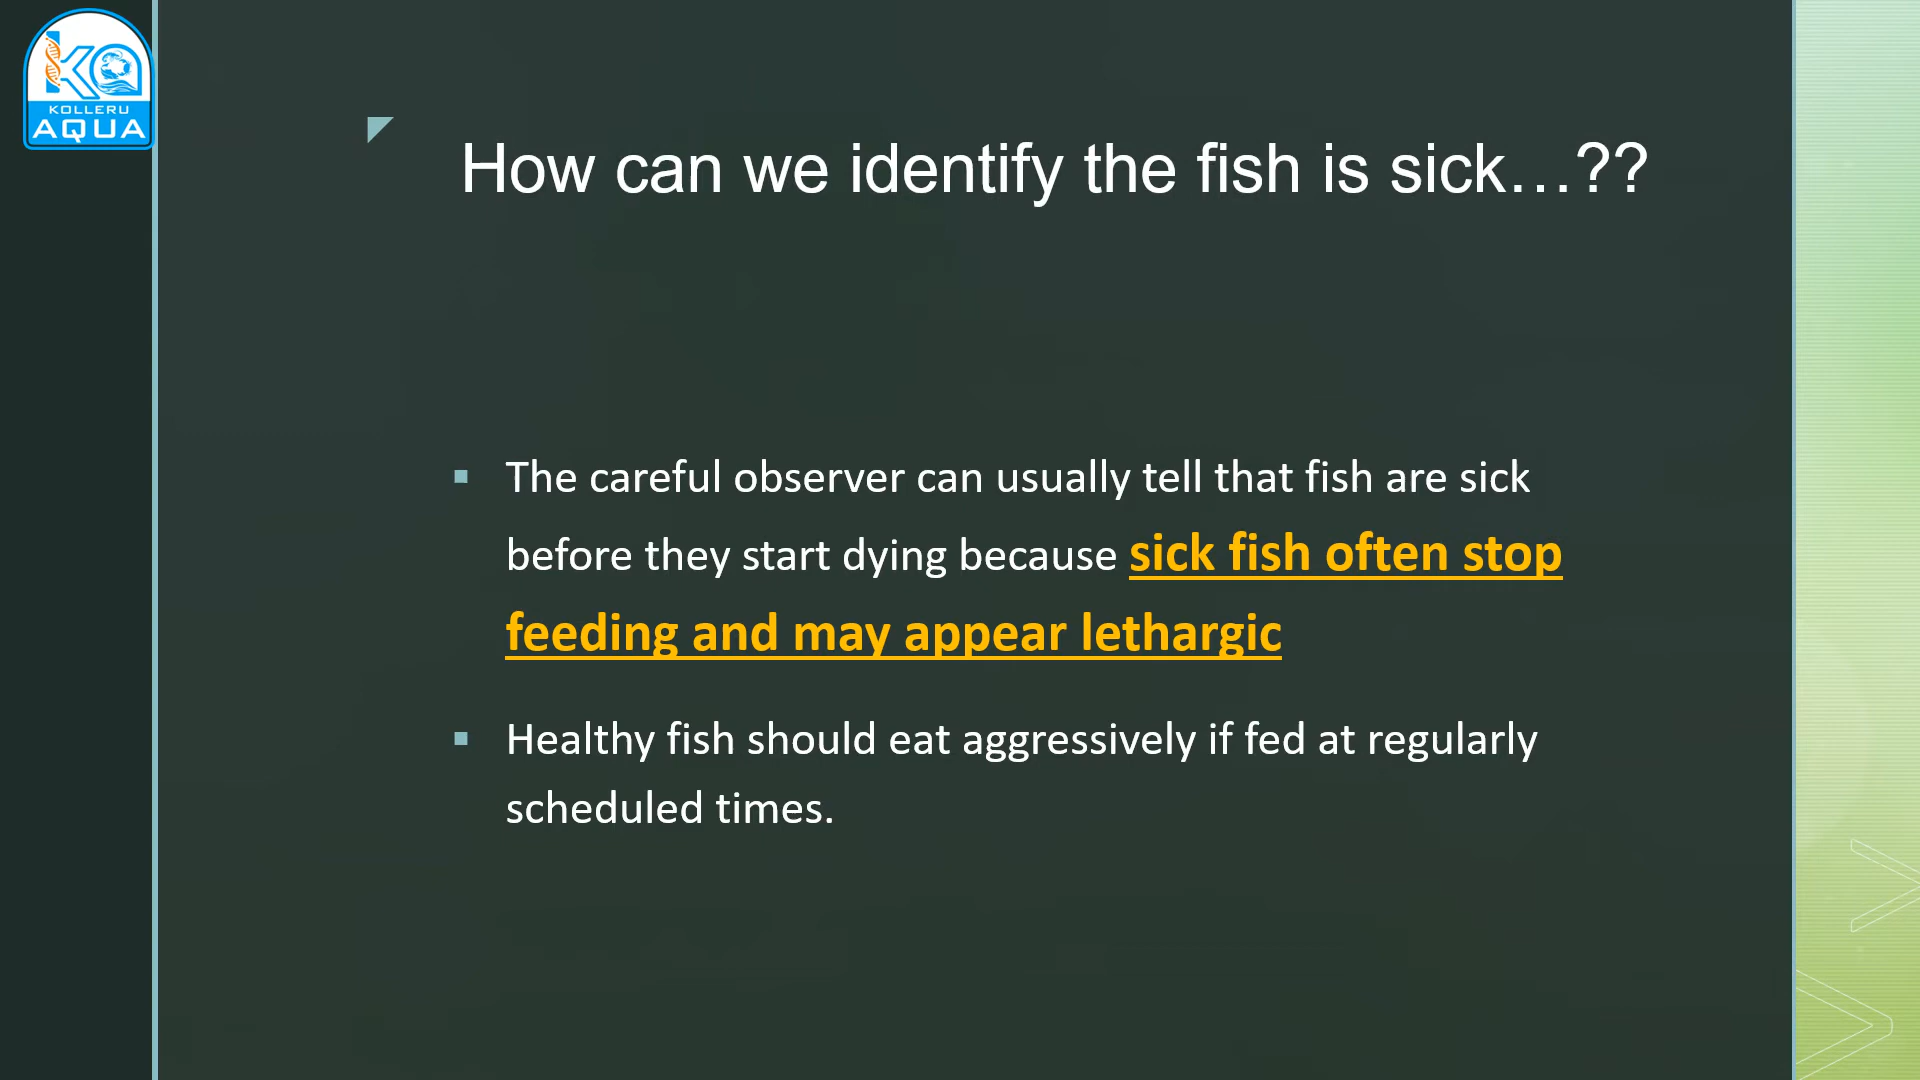 KQ
KOLLERU
AQUA
How can we identify the fish is sick…??
The careful observer can usually tell that fish are sick
before they start dying because sick fish often stop
feeding and may appear lethargic
Healthy fish should eat aggressively if fed at regularly
scheduled times.